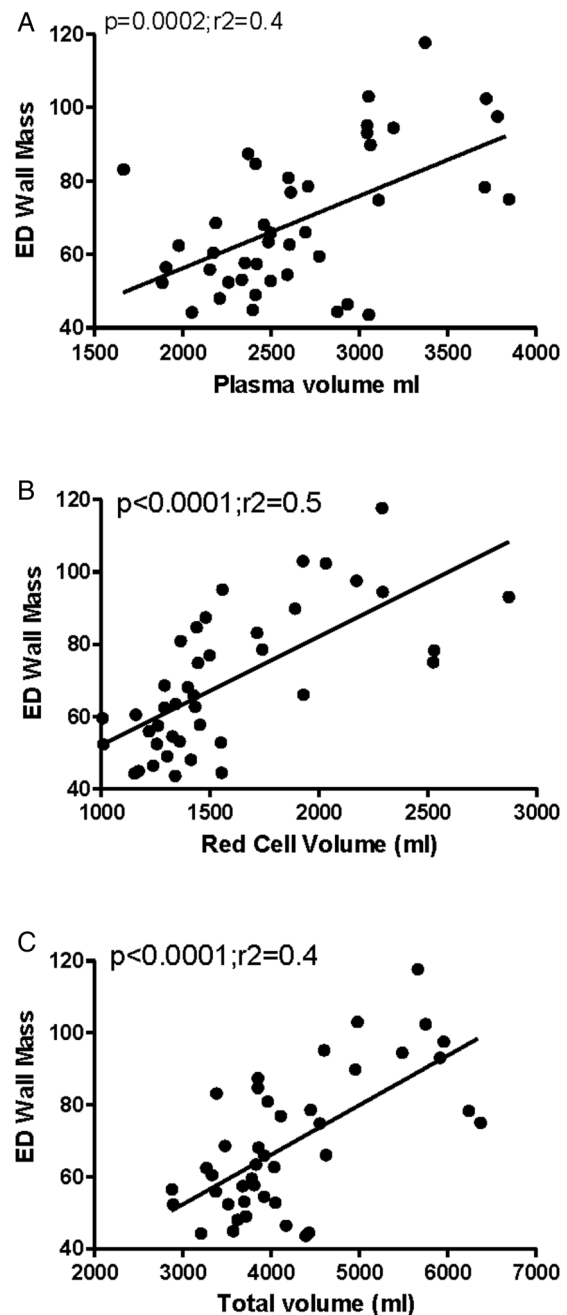 A
p=0.0002;r2=0.4
120
100
80
60
40
ED Wall Mass
1500 2000 2500 3000 3500 4000
Plasma volume ml
B
p<0.0001;r2=0.5
120
100
80
60
40
ED Wall Mass
1000 1500 2000 2500 3000
Red Cell Volume (ml)
C
p<0.0001;r2=0.4
120
100
80
60
40
ED Wall Mass
2000 3000 4000 5000 6000 7000
Total volume (ml)